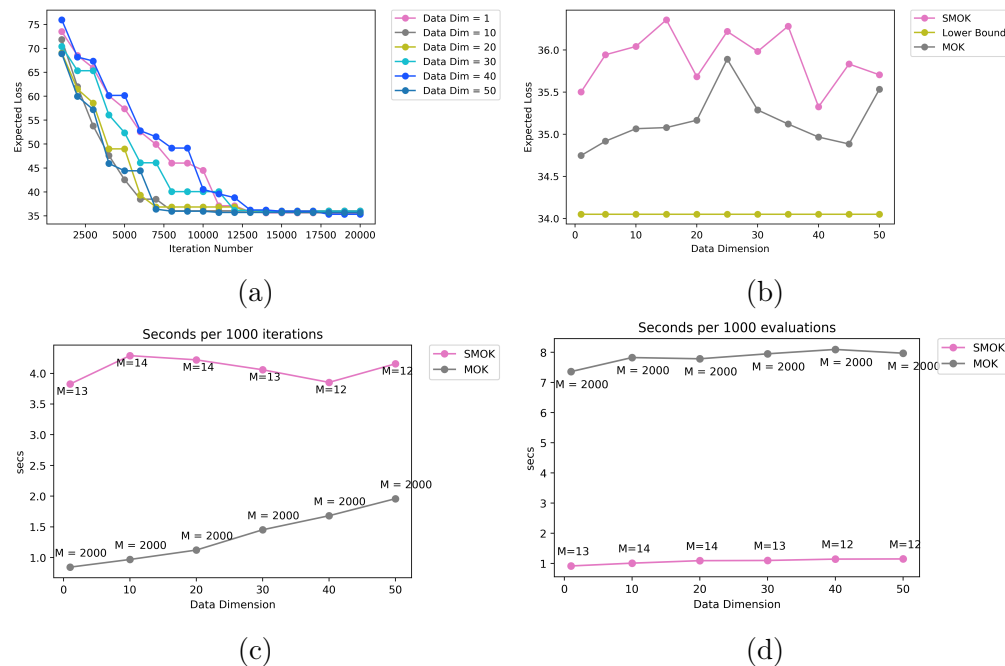 75
70
65
60
55
50
45
40
35
Expected Loss
2500 5000 7500 10000 12500 15000 17500 20000
Iteration Number
Data Dim = 1
Data Dim = 10
Data Dim = 20
Data Dim = 30
Data Dim = 40
Data Dim = 50
(a)
36.0
35.5
35.0
34.5
34.0
Expected Loss
0 10 20 30 40 50
Data Dimension
SMOK
Lower Bound
MOK
(b)
Seconds per 1000 iterations
4.0
3.5
3.0
2.5
2.0
1.5
1.0
secs
M=13
M=14
M=14
M=13
M=12
M=12
M = 2000
M = 2000
M = 2000
M = 2000
M = 2000
M = 2000
0 10 20 30 40 50
Data Dimension
SMOK
MOK
(c)
Seconds per 1000 evaluations
8
7
6
5
4
3
2
1
secs
M = 2000
M = 2000
M = 2000
M = 2000
M = 2000
M = 2000
M=13
M=14
M=14
M=13
M=12
M=12
0 10 20 30 40 50
Data Dimension
SMOK
MOK
(d)